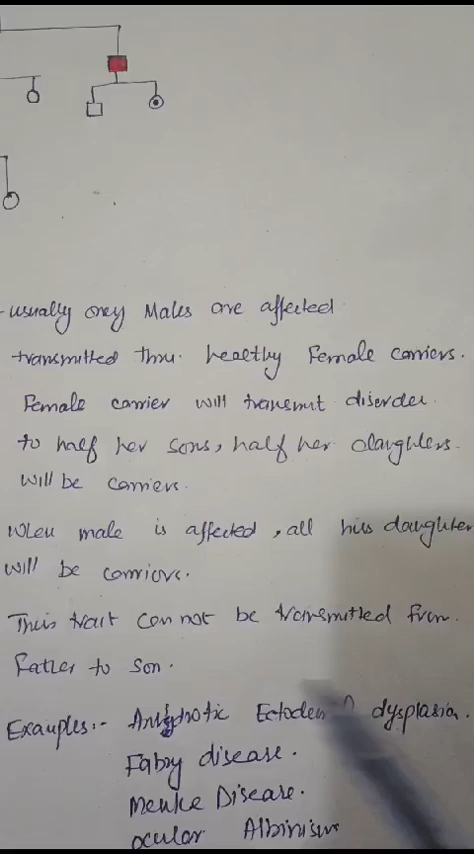 - usually only Males are affected
transmitted thru. healthy Female carriers.
Female carrier will transmit disorder.
to half her sons, half her daughters
will be carriers.
When male is affected, all his daughter
will be carriers.
This trait can not be transmitted from
Father to son.
Examples:- dysplasia.
Fabry disease.
Menke Disease.
ocular Albinism